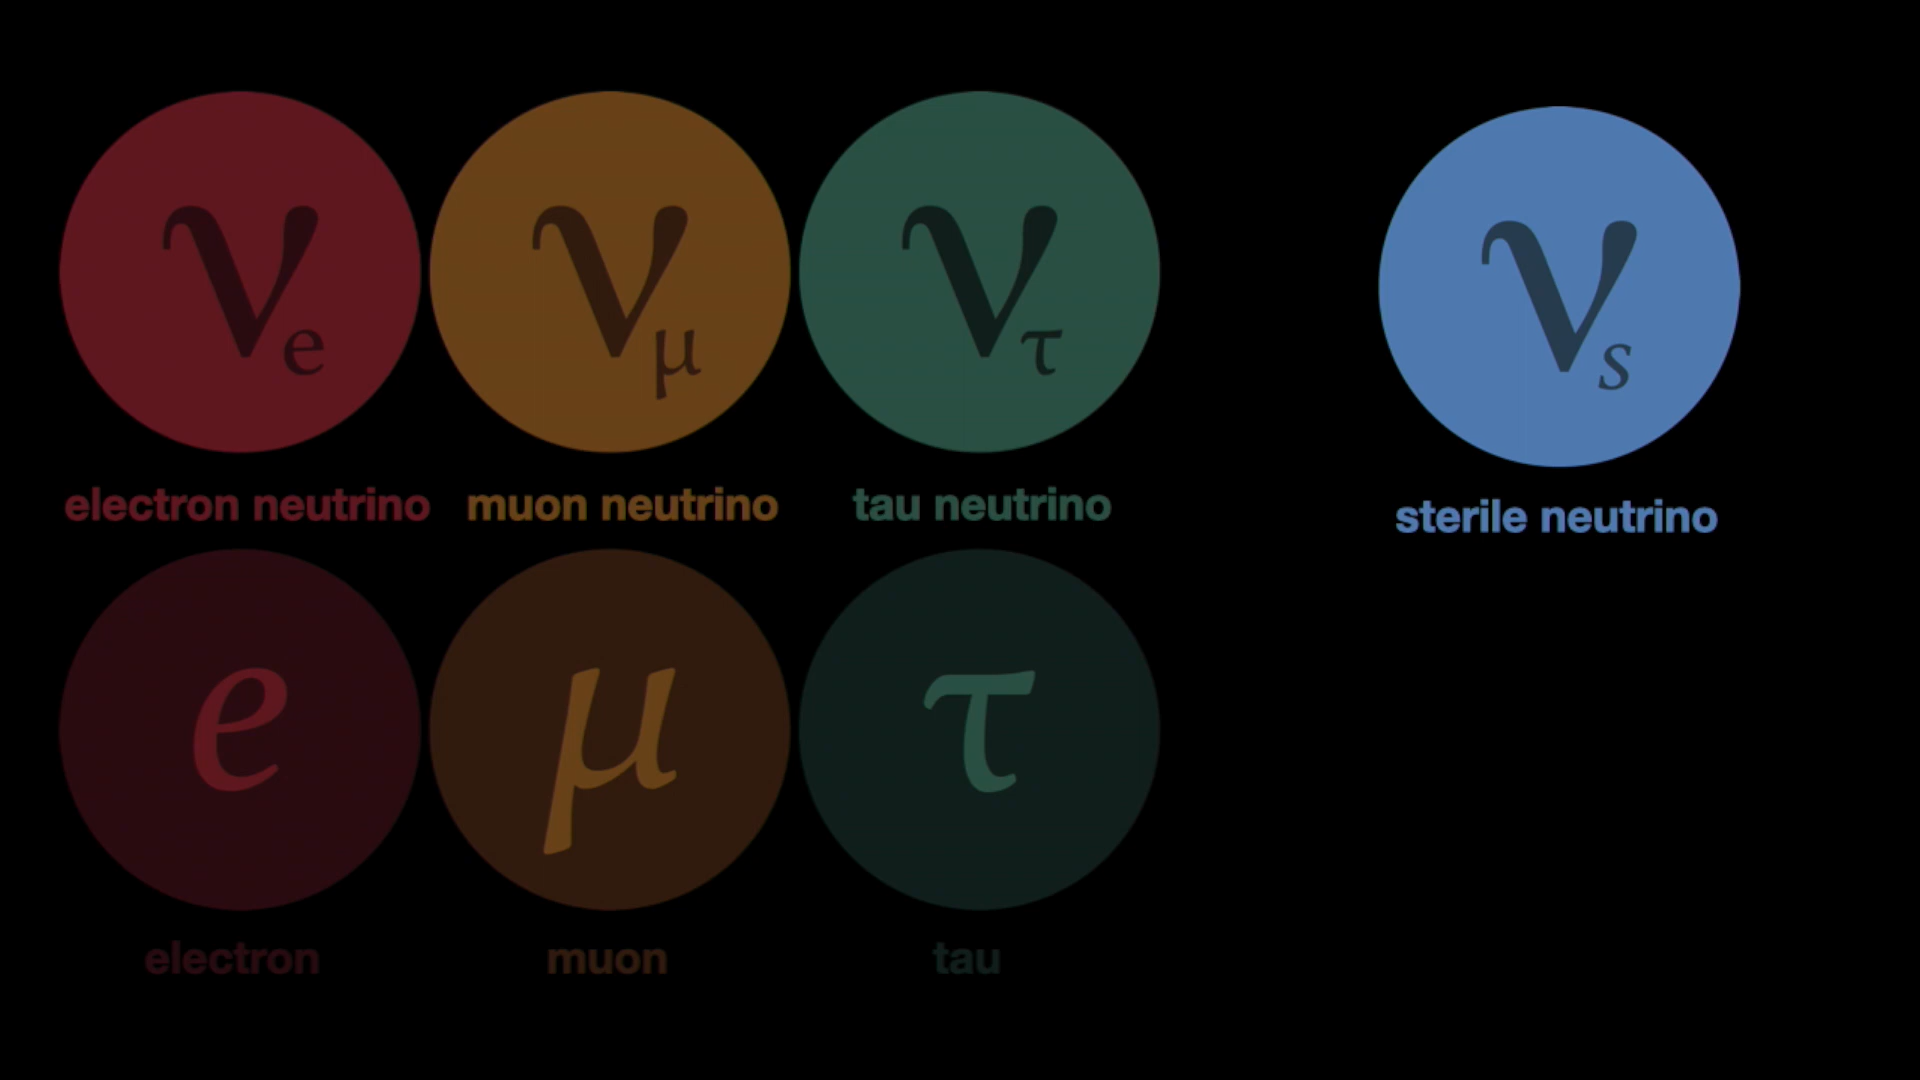 νe νμ ντ νs
electron neutrino muon neutrino tau neutrino sterile neutrino
e μ τ
electron muon tau